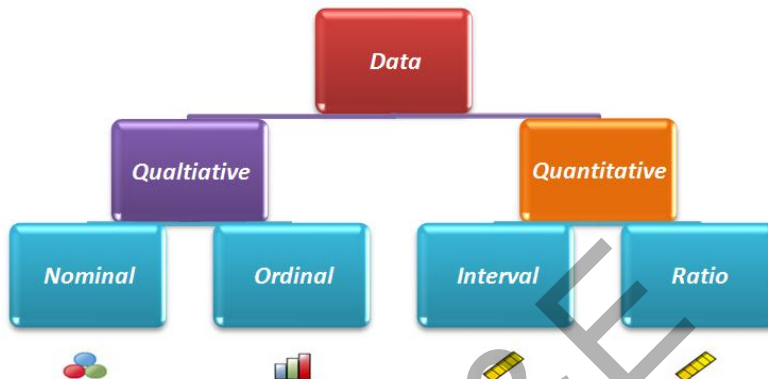 Data
Qualtiative
Quantitative
Nominal
Ordinal
Interval
Ratio